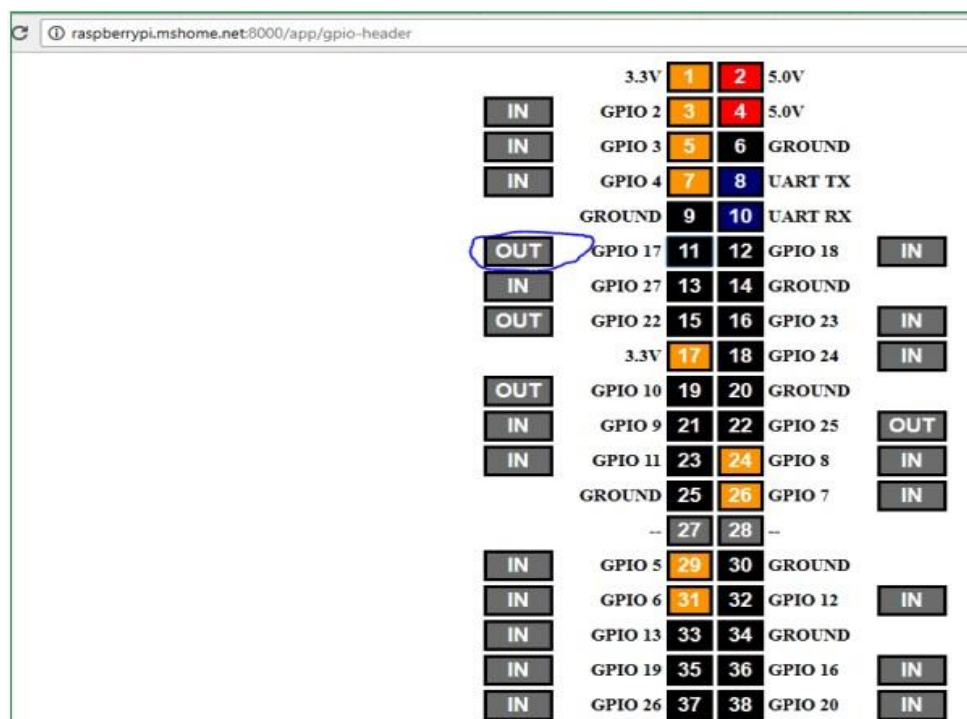 raspberrypi.mshome.net:8000/app/gpio-header
3.3V 1 2 5.0V
IN GPIO 2 3 4 5.0V
IN GPIO 3 5 6 GROUND
IN GPIO 4 7 8 UART TX
GROUND 9 10 UART RX
OUT GPIO 17 11 12 GPIO 18 IN
IN GPIO 27 13 14 GROUND
OUT GPIO 22 15 16 GPIO 23 IN
3.3V 17 18 GPIO 24 IN
OUT GPIO 10 19 20 GROUND
IN GPIO 9 21 22 GPIO 25 OUT
IN GPIO 11 23 24 GPIO 8 IN
GROUND 25 26 GPIO 7 IN
-- 27 28 --
IN GPIO 5 29 30 GROUND
IN GPIO 6 31 32 GPIO 12 IN
IN GPIO 13 33 34 GROUND
IN GPIO 19 35 36 GPIO 16 IN
IN GPIO 26 37 38 GPIO 20 IN